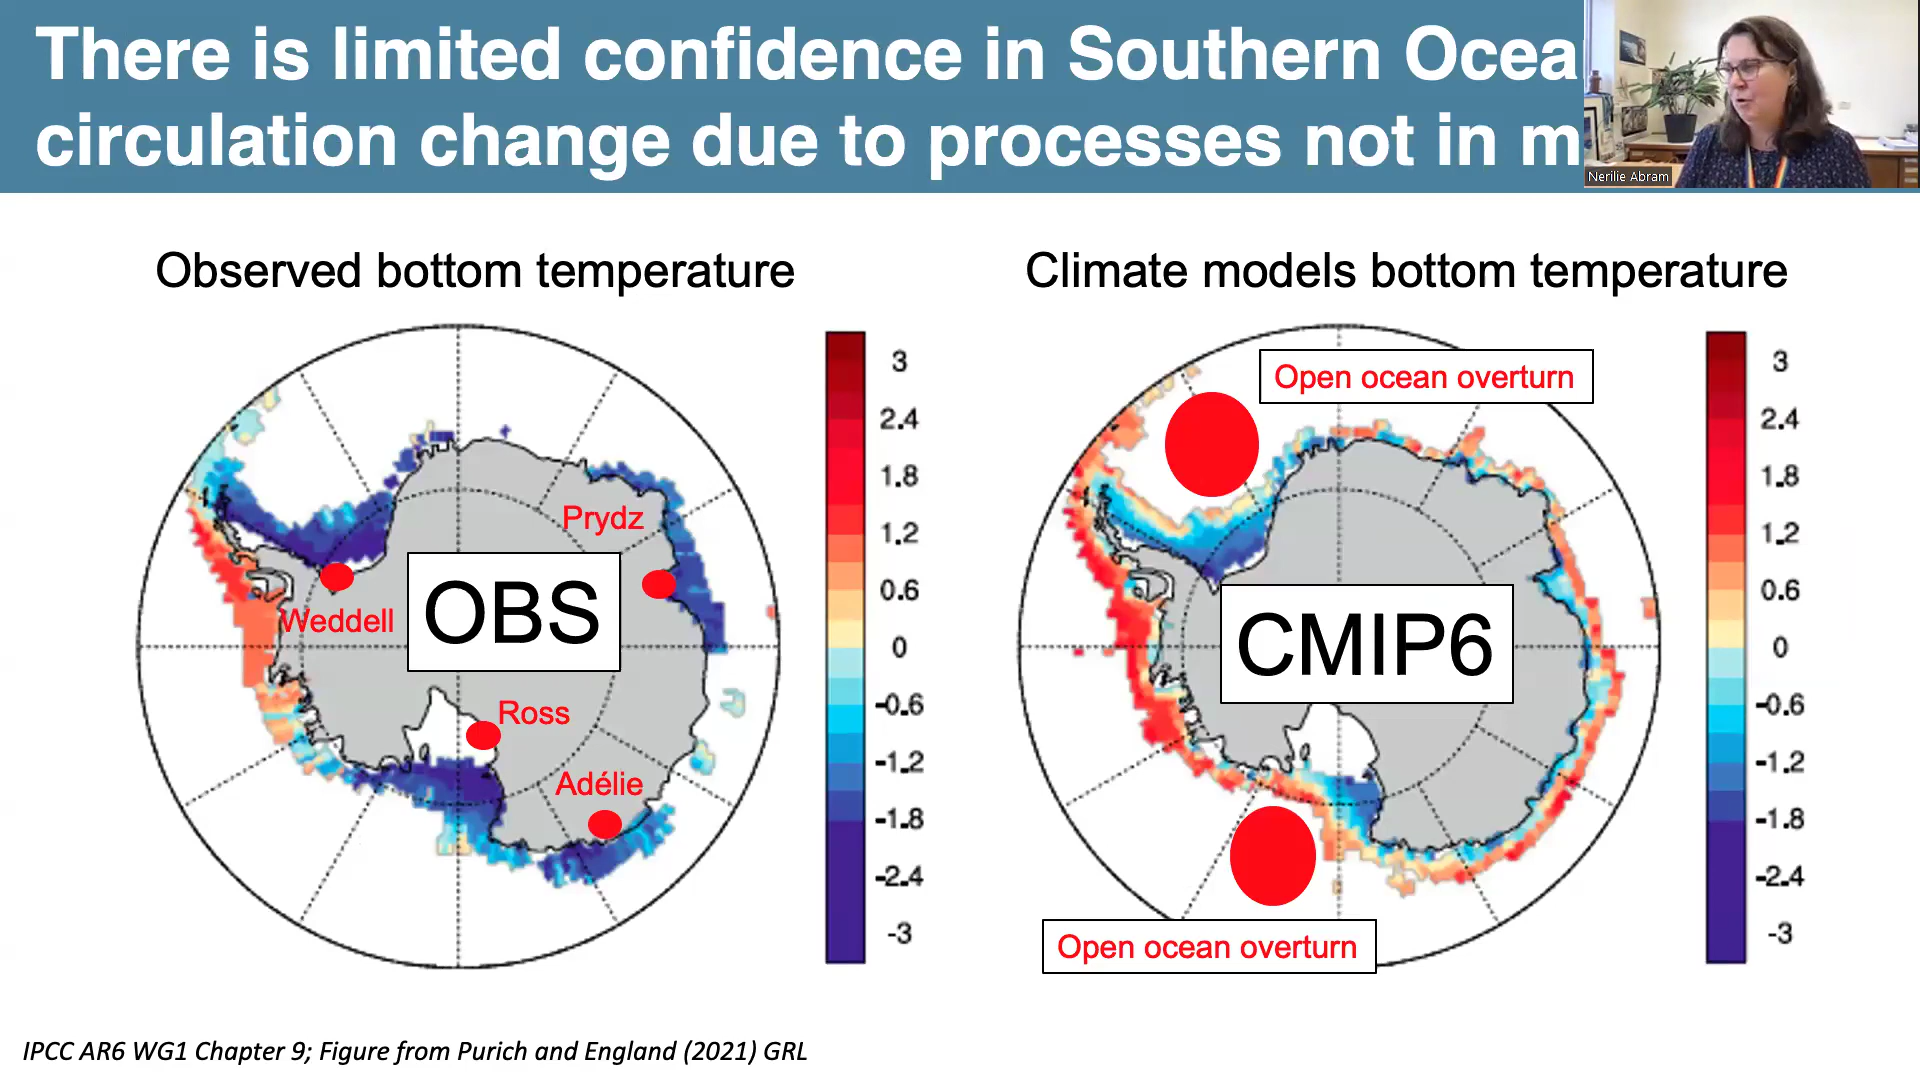 There is limited confidence in Southern Ocea
circulation change due to processes not in m
Nerilie Abram
Observed bottom temperature
Climate models bottom temperature
3
2.4
1.8
1.2
0.6
0
-0.6
-1.2
-1.8
-2.4
-3
Prydz
OBS
Weddell
Ross
Adélie
Open ocean overturn
CMIP6
Open ocean overturn
3
2.4
1.8
1.2
0.6
0
-0.6
-1.2
-1.8
-2.4
-3
IPCC AR6 WG1 Chapter 9; Figure from Purich and England (2021) GRL